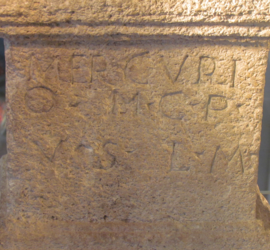 MERCVRI
O · M · C · P ·
V · O · S · L · M